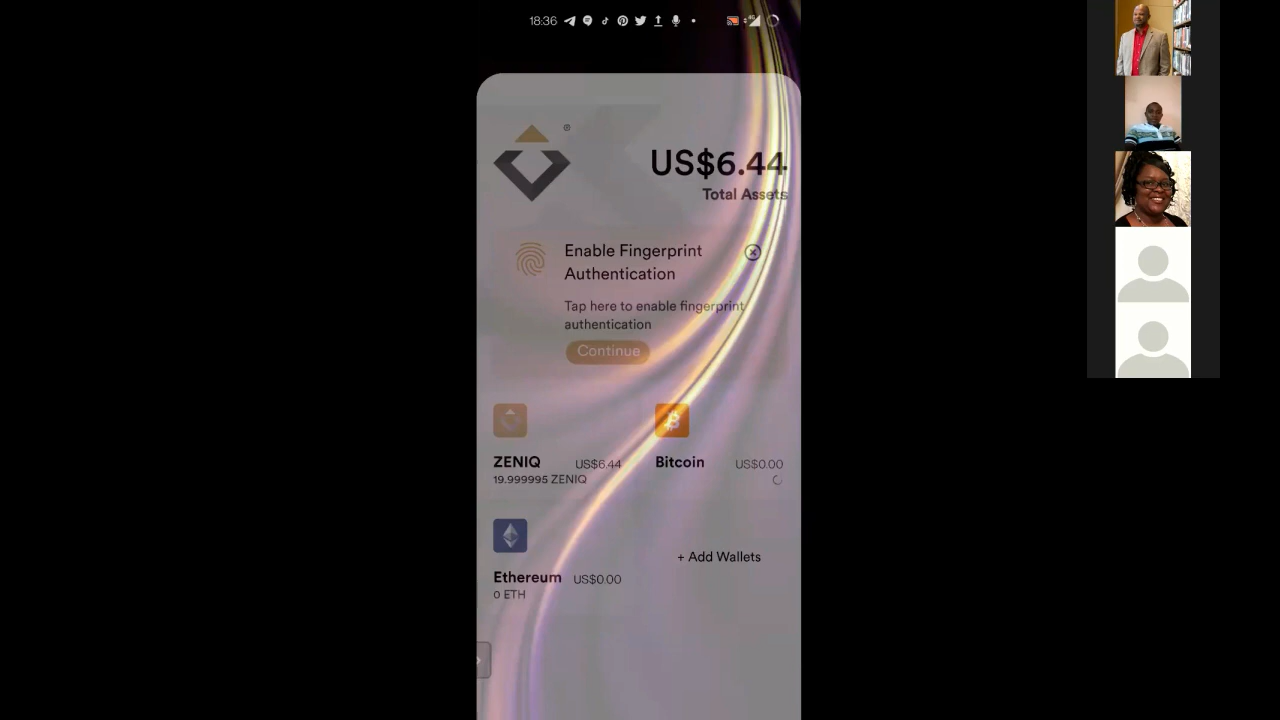 18:36
US$6.44
Total Assets
Enable Fingerprint
Authentication
Tap here to enable fingerprint
authentication
Continue
ZENIQ US$6.44
19.999995 ZENIQ
Bitcoin US$0.00
Ethereum US$0.00
0 ETH
+ Add Wallets